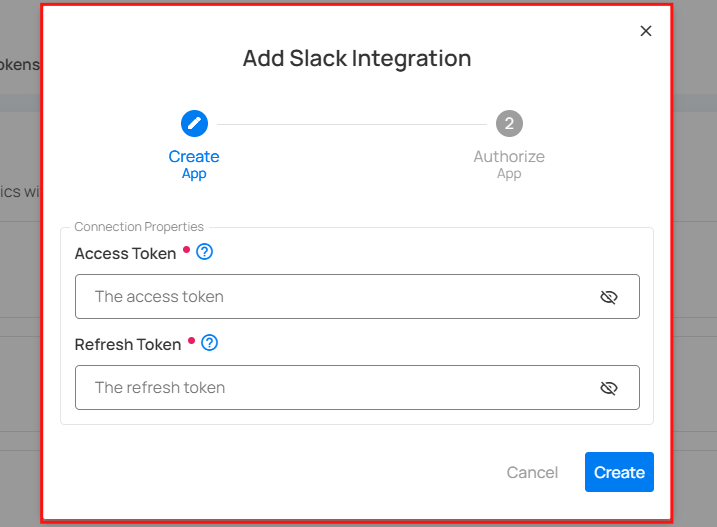 Add Slack Integration
okens
2
Create
App
Authorize
App
ics wi
Connection Properties
Access Token
The access token
Refresh Token
The refresh token
Cancel
Create